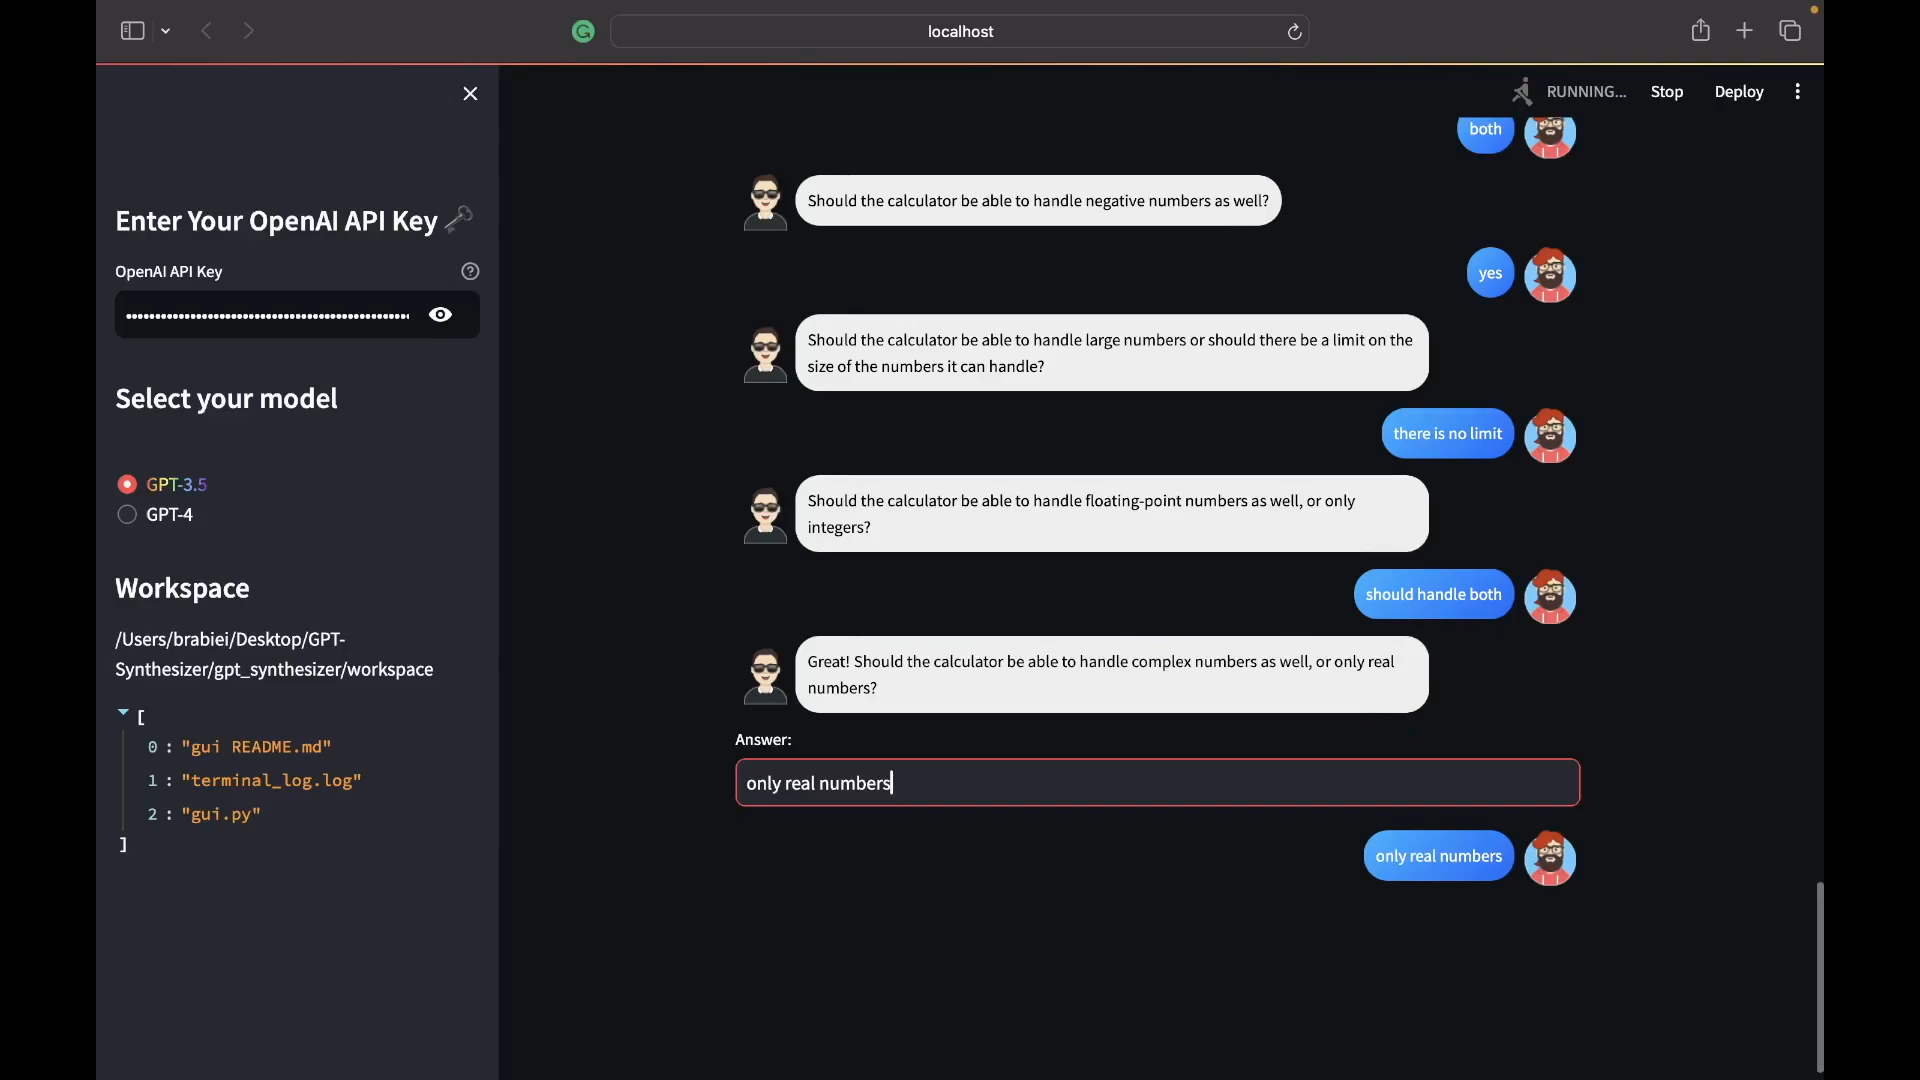 localhost
RUNNING...
Stop
Deploy
Enter Your OpenAI API Key
OpenAI API Key
Select your model
GPT-3.5
GPT-4
Workspace
/Users/brabiei/Desktop/GPT-
Synthesizer/gpt_synthesizer/workspace
[
0 : "gui README.md"
1 : "terminal_log.log"
2 : "gui.py"
]
both
Should the calculator be able to handle negative numbers as well?
yes
Should the calculator be able to handle large numbers or should there be a limit on the
size of the numbers it can handle?
there is no limit
Should the calculator be able to handle floating-point numbers as well, or only
integers?
should handle both
Great! Should the calculator be able to handle complex numbers as well, or only real
numbers?
Answer:
only real numbers
only real numbers